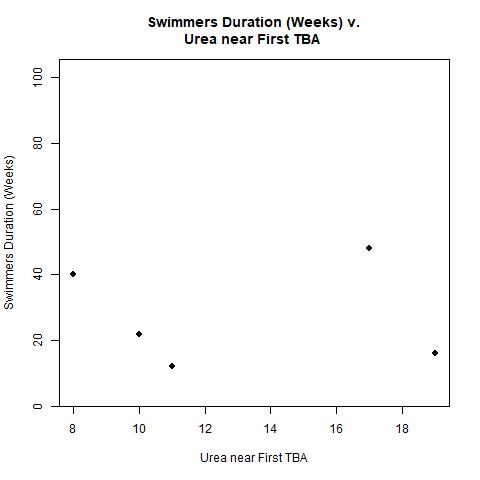 Swimmers Duration (Weeks) v.
Urea near First TBA
Swimmers Duration (Weeks)
100
80
60
40
20
0
8 10 12 14 16 18
Urea near First TBA